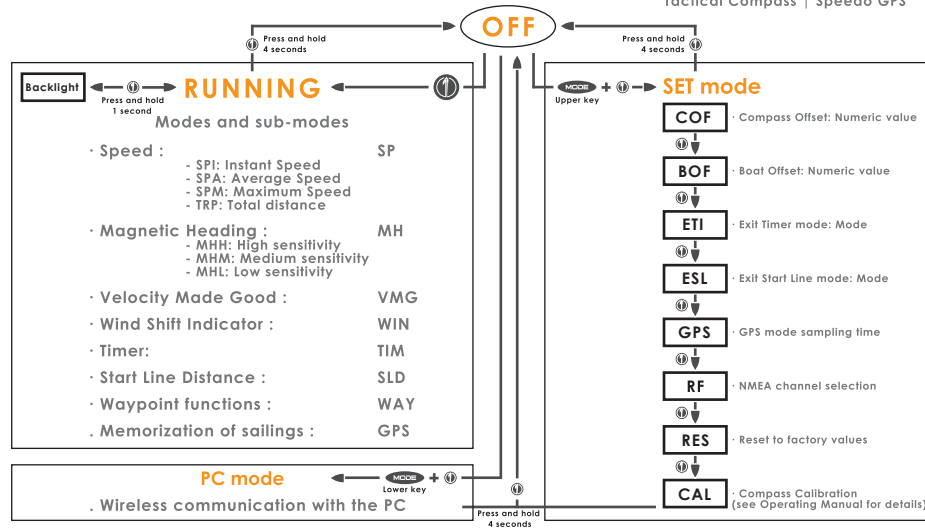 Tactical Compass | Speedo GPS
OFF
Press and hold
4 seconds
Press and hold
4 seconds
Backlight
Press and hold
1 second
RUNNING
Modes and sub-modes
· Speed : SP
- SPI: Instant Speed
- SPA: Average Speed
- SPM: Maximum Speed
- TRP: Total distance
· Magnetic Heading : MH
- MHH: High sensitivity
- MHM: Medium sensitivity
- MHL: Low sensitivity
· Velocity Made Good : VMG
· Wind Shift Indicator : WIN
· Timer: TIM
· Start Line Distance : SLD
· Waypoint functions : WAY
. Memorization of sailings : GPS
PC mode
MODE +
Lower key
. Wireless communication with the PC
Press and hold
4 seconds
MODE +
Upper key
SET mode
COF · Compass Offset: Numeric value
BOF · Boat Offset: Numeric value
ETI · Exit Timer mode: Mode
ESL · Exit Start Line mode: Mode
GPS · GPS mode sampling time
RF · NMEA channel selection
RES · Reset to factory values
CAL · Compass Calibration
(see Operating Manual for details)